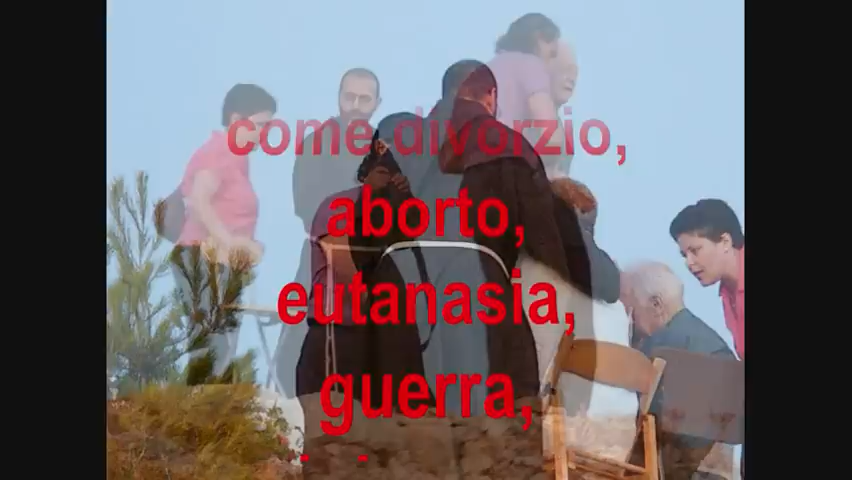 come divorzio,
aborto,
eutanasia,
guerra,